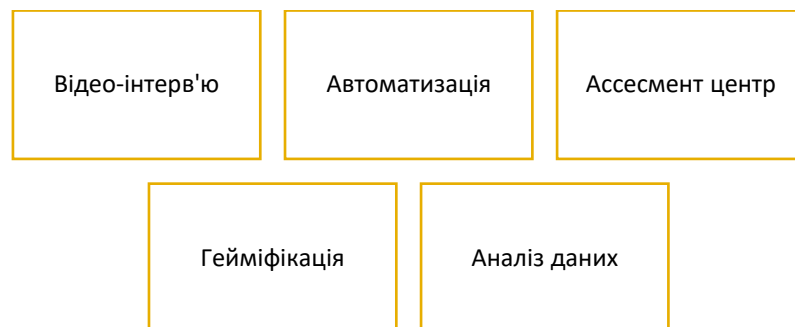 Відео-інтерв'ю
Автоматизація
Ассесмент центр
Гейміфікація
Аналіз даних